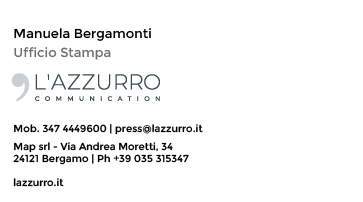 Manuela Bergamonti
Ufficio Stampa
L'AZZURRO
COMMUNICATION
Mob. 347 4449600 | press@lazzurro.it
Map srl - Via Andrea Moretti, 34
24121 Bergamo | Ph +39 035 315347
lazzurro.it